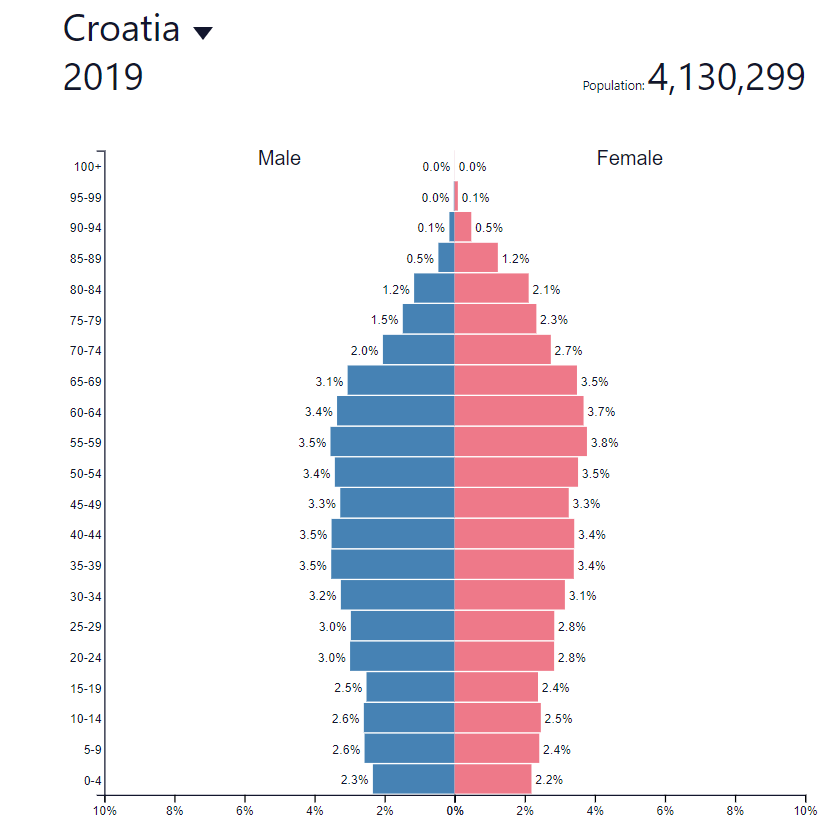 Croatia
2019
Population: 4,130,299
Male Female
100+ 0.0% 0.0%
95-99 0.0% 0.1%
90-94 0.1% 0.5%
85-89 0.5% 1.2%
80-84 1.2% 2.1%
75-79 1.5% 2.3%
70-74 2.0% 2.7%
65-69 3.1% 3.5%
60-64 3.4% 3.7%
55-59 3.5% 3.8%
50-54 3.4% 3.5%
45-49 3.3% 3.3%
40-44 3.5% 3.4%
35-39 3.5% 3.4%
30-34 3.2% 3.1%
25-29 3.0% 2.8%
20-24 3.0% 2.8%
15-19 2.5% 2.4%
10-14 2.6% 2.5%
5-9 2.6% 2.4%
0-4 2.3% 2.2%
10% 8% 6% 4% 2% 0% 2% 4% 6% 8% 10%